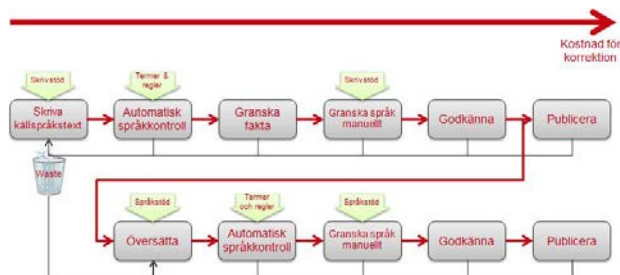 Kostnad för
korrektion
Skrivstöd
Termer &
regler
Skrivstöd
Skriva
källspråkstext
Automatisk
språkkontroll
Granska
fakta
Granska språk
manuellt
Godkänna
Publicera
Waste
Språkstöd
Termer
och regler
Språkstöd
Översätta
Automatisk
språkkontroll
Granska språk
manuellt
Godkänna
Publicera